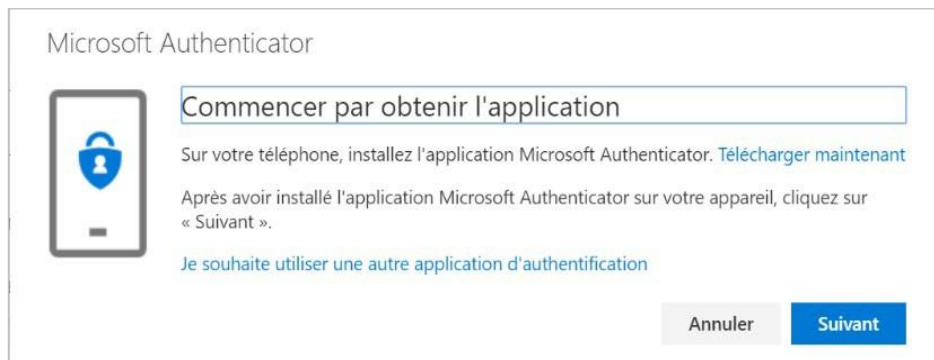 Microsoft Authenticator
Commencer par obtenir l'application
Sur votre téléphone, installez l'application Microsoft Authenticator. Télécharger maintenant
Après avoir installé l'application Microsoft Authenticator sur votre appareil, cliquez sur
« Suivant ».
Je souhaite utiliser une autre application d'authentification
Annuler Suivant